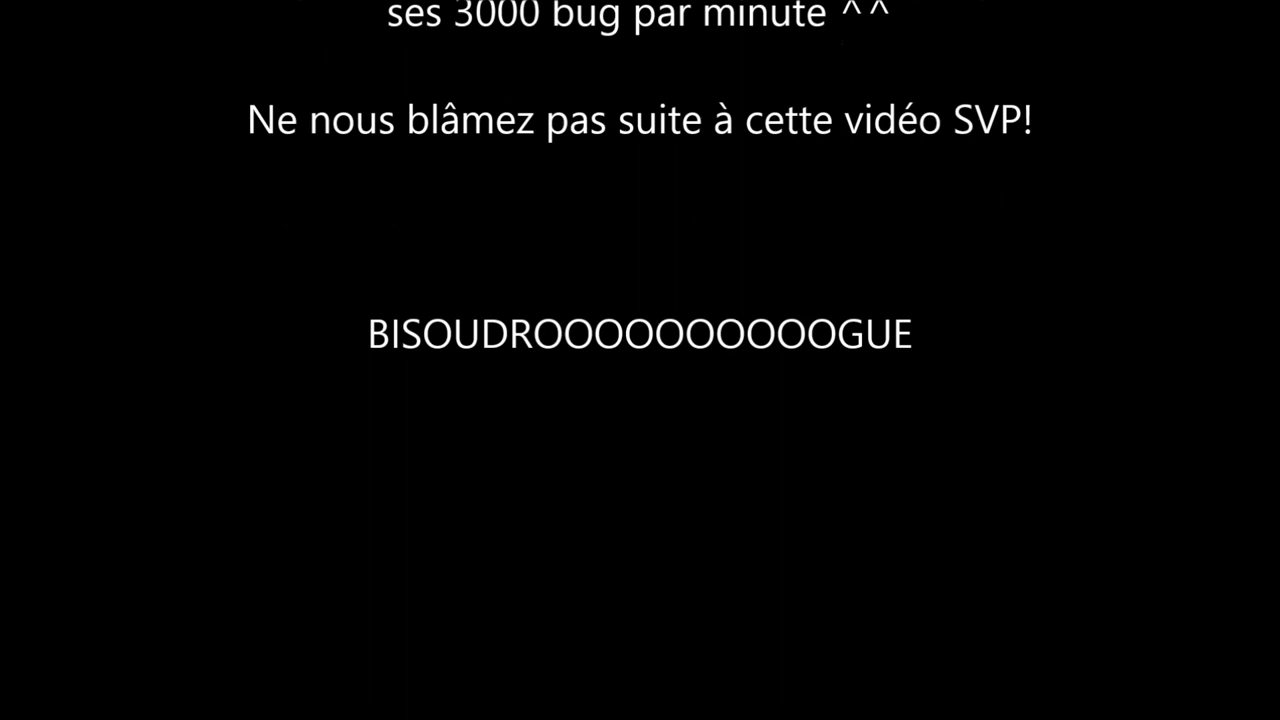 ses 3000 bug par minute ^^
Ne nous blâmez pas suite à cette vidéo SVP!
BISOUDROOOOOOOOOOGUE